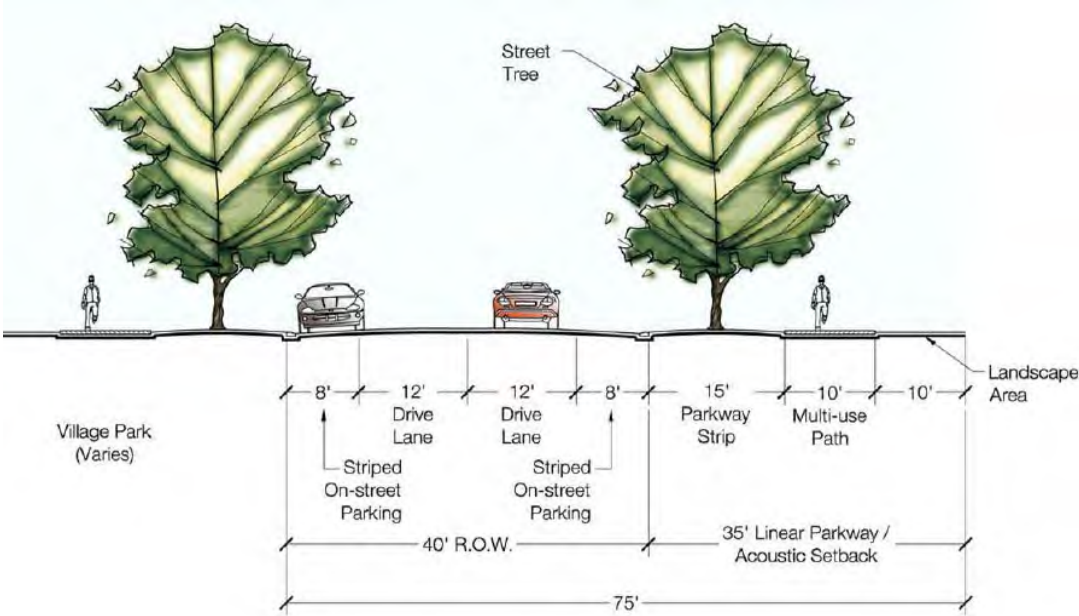 Street
Tree
Landscape
Area
8'
12'
Drive
Lane
12'
Drive
Lane
8'
15'
Parkway
Strip
10'
Multi-use
Path
10'
Village Park
(Varies)
Striped
On-street
Parking
Striped
On-street
Parking
40' R.O.W.
35' Linear Parkway /
Acoustic Setback
75'